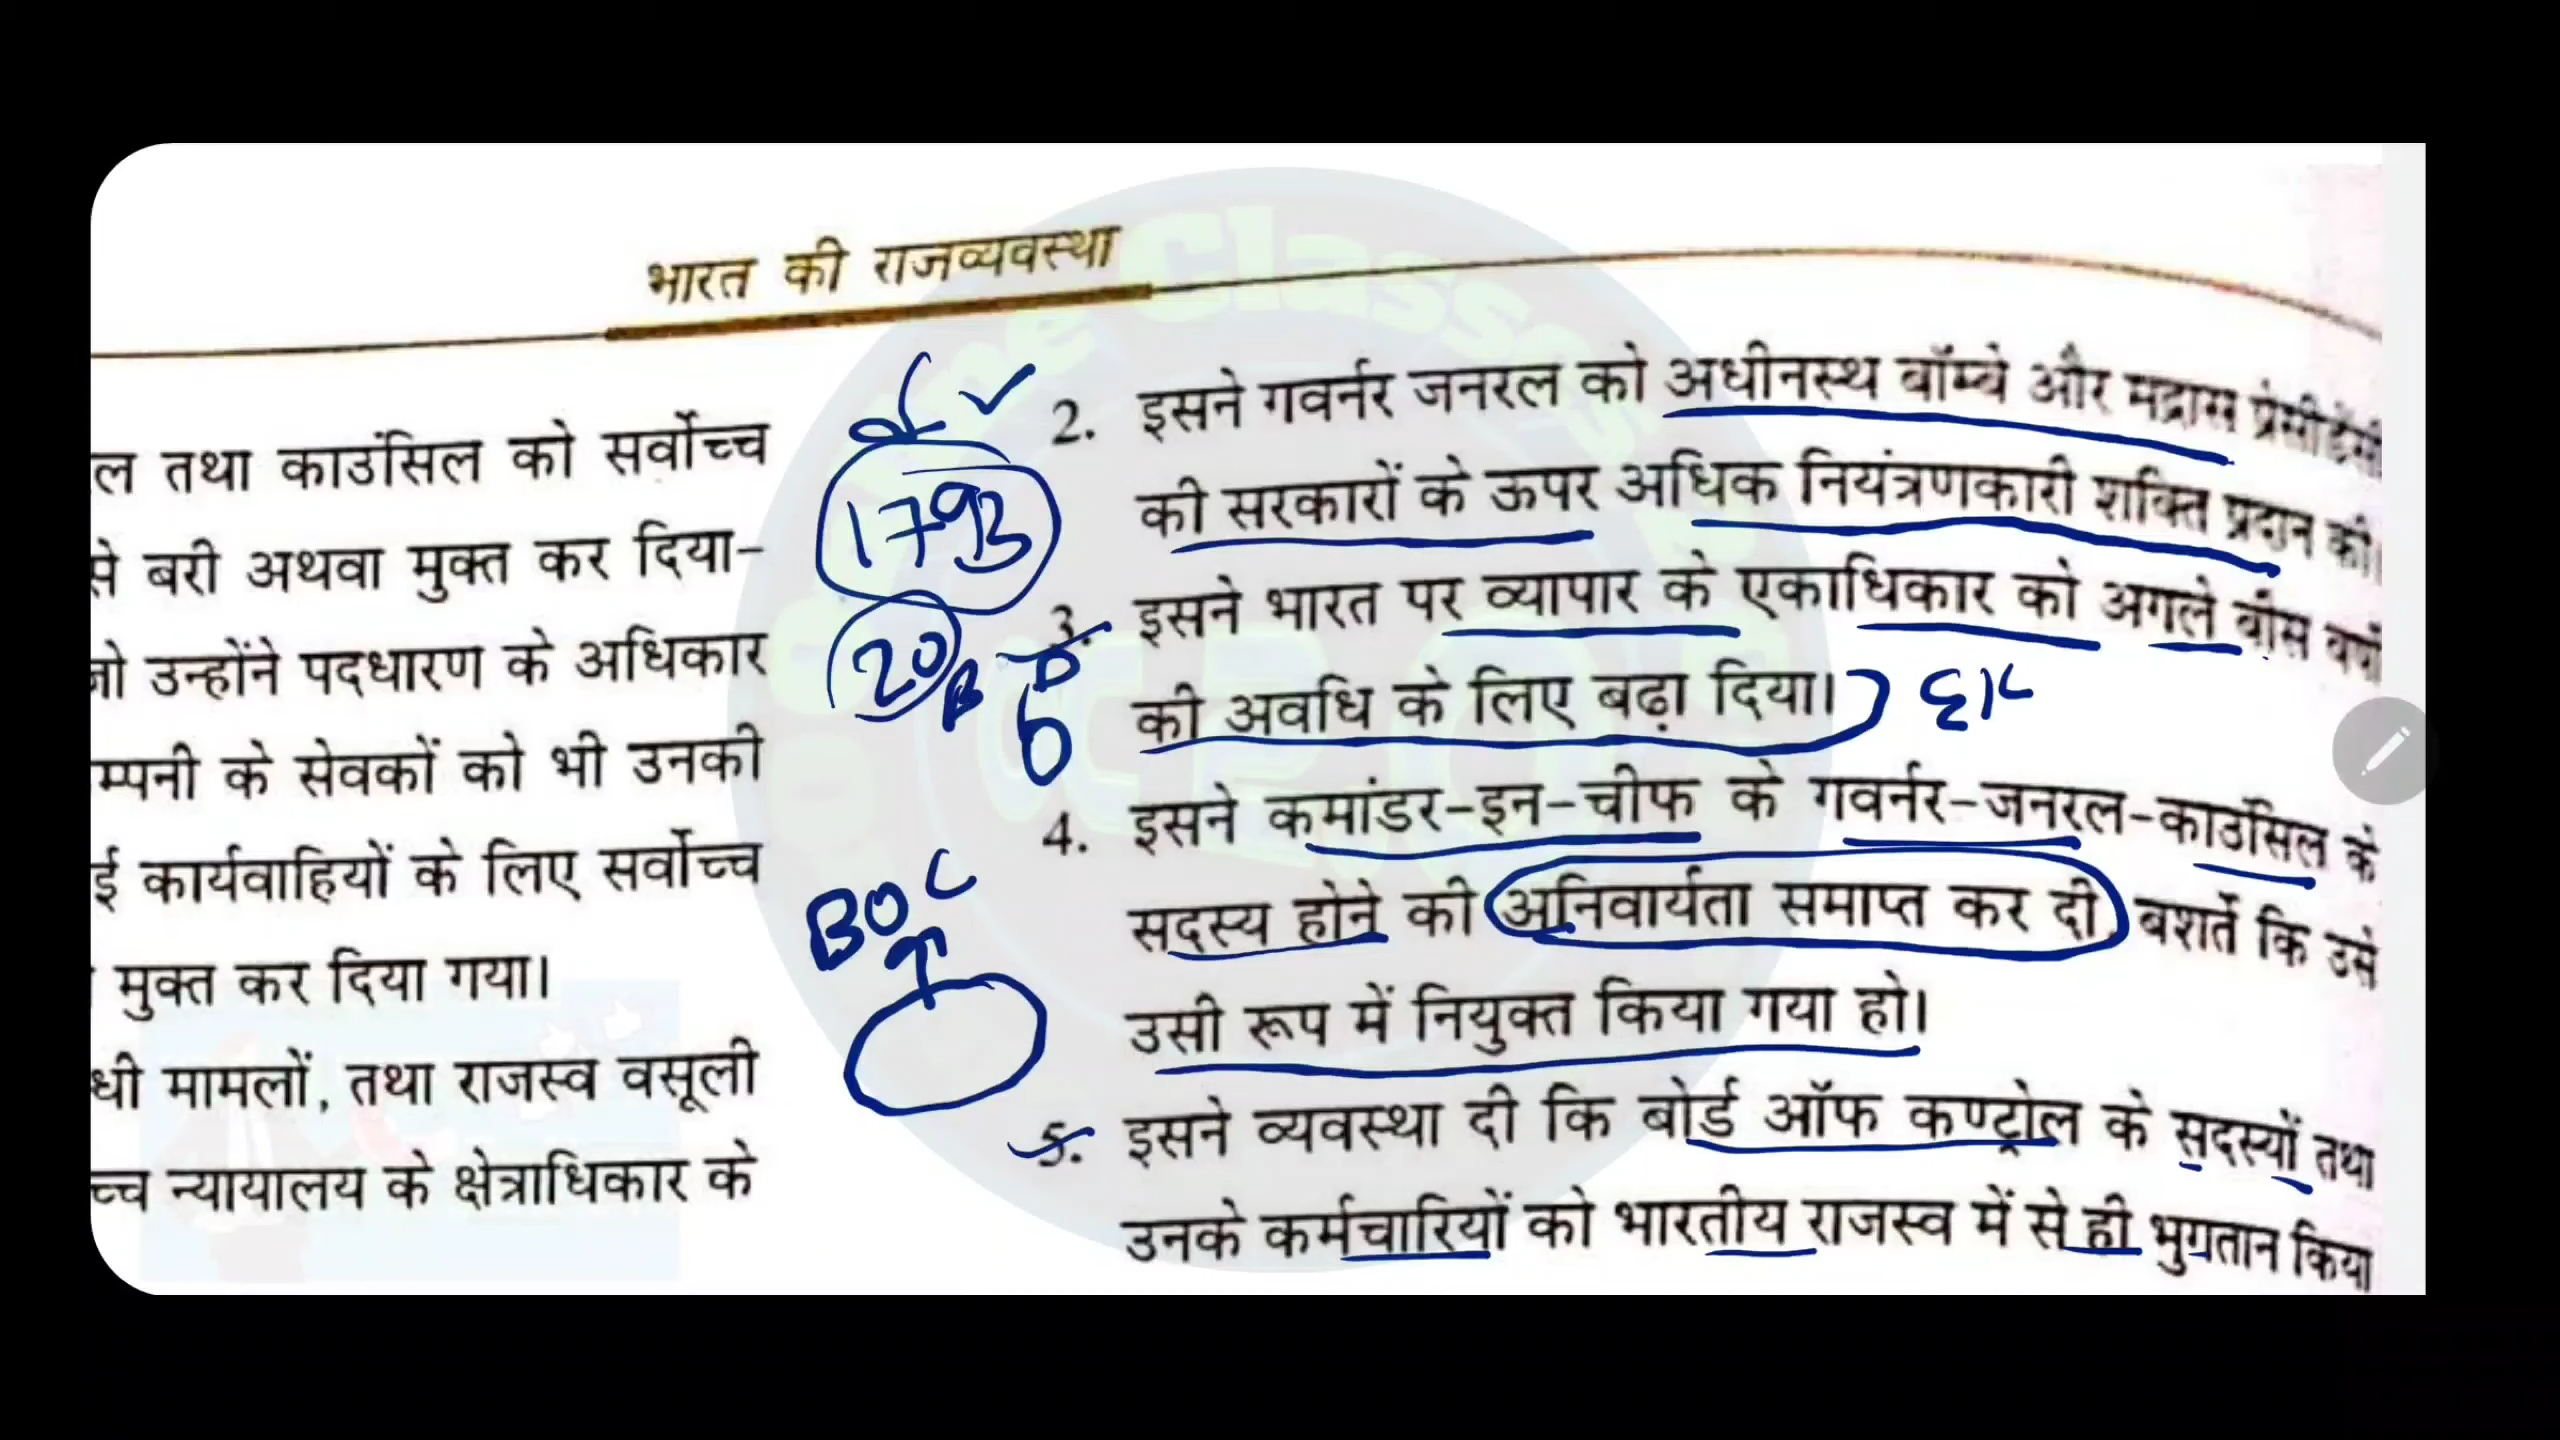 भारत की राजव्यवस्था
ल तथा काउंसिल को सर्वोच्च
से बरी अथवा मुक्त कर दिया-
जो उन्होंने पदधारण के अधिकार
म्पनी के सेवकों को भी उनकी
ई कार्यवाहियों के लिए सर्वोच्च
मुक्त कर दिया गया।
धी मामलों, तथा राजस्व वसूली
च्च न्यायालय के क्षेत्राधिकार के
1793
20
BOC
2. इसने गवर्नर जनरल को अधीनस्थ बॉम्बे और मद्रास प्रेसीडेंसी
की सरकारों के ऊपर अधिक नियंत्रणकारी शक्ति प्रदान की।
3. इसने भारत पर व्यापार के एकाधिकार को अगले बीस वर्षों
की अवधि के लिए बढ़ा दिया।
4. इसने कमांडर-इन-चीफ के गवर्नर-जनरल-काउंसिल के
सदस्य होने की अनिवार्यता समाप्त कर दी, बशर्ते कि उसे
उसी रूप में नियुक्त किया गया हो।
5. इसने व्यवस्था दी कि बोर्ड ऑफ कण्ट्रोल के सदस्यों तथा
उनके कर्मचारियों को भारतीय राजस्व में से ही भुगतान किया